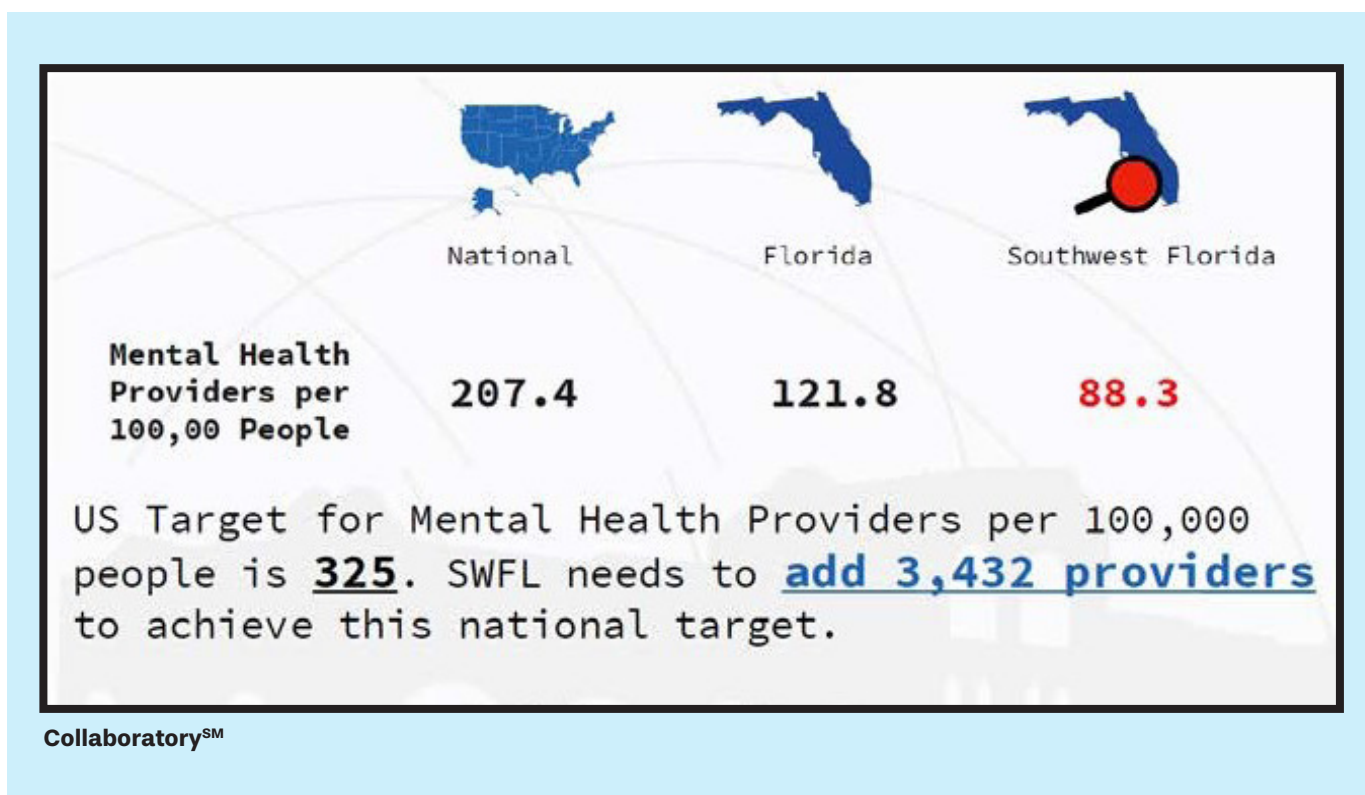 National Florida Southwest Florida
Mental Health
Providers per
100,00 People
207.4 121.8 88.3
US Target for Mental Health Providers per 100,000
people is 325. SWFL needs to add 3,432 providers
to achieve this national target.
Collaboratory℠